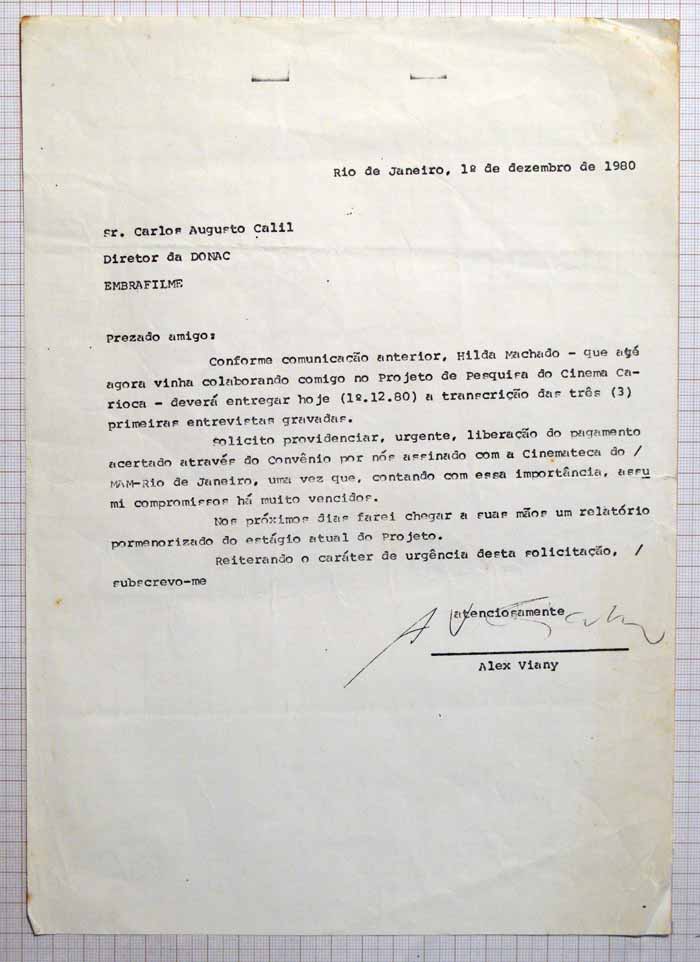 Rio de Janeiro, 1º de dezembro de 1980
Sr. Carlos Augusto Calil
Diretor da DONAC
EMBRAFILME
Prezado amigo:
Conforme comunicação anterior, Hilda Machado - que até
agora vinha colaborando comigo no Projeto de Pesquisa do Cinema Ca-
rioca - deverá entregar hoje (1º.12.80) a transcrição das três (3)
primeiras entrevistas gravadas.
Solicito providenciar, urgente, liberação do pagamento
acertado através do Convênio por nós assinado com a Cinemateca do /
MAM-Rio de Janeiro, uma vez que, contando com essa importância, assu
mi compromissos há muito vencidos.
Nos próximos dias farei chegar a suas mãos um relatório
pormenorizado do estágio atual do Projeto.
Reiterando o caráter de urgência desta solicitação, /
subscrevo-me
atenciosamente
Alex Viany